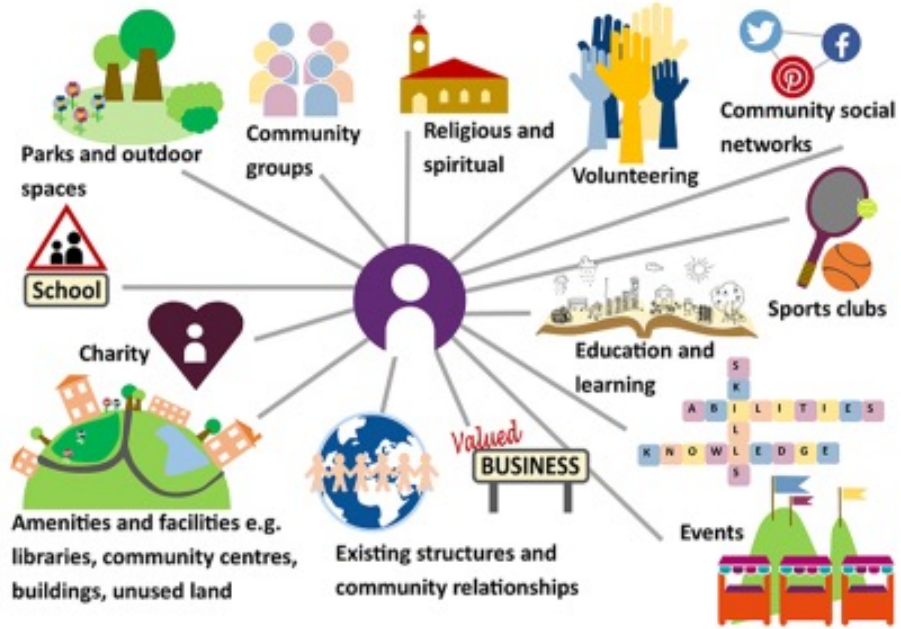 Parks and outdoor
spaces
Community
groups
Religious and
spiritual
Volunteering
Community social
networks
School
Sports clubs
Charity
Education and
learning
SKILLS
ABILITIES
KNOWLEDGE
Valued
BUSINESS
Events
Amenities and facilities e.g.
libraries, community centres,
buildings, unused land
Existing structures and
community relationships